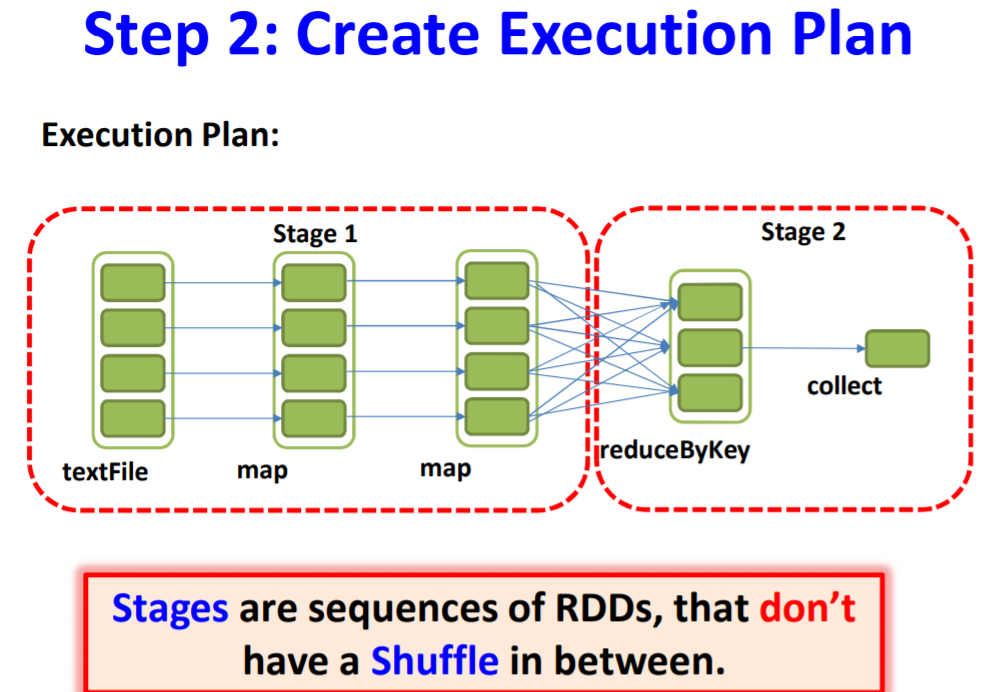 Step 2: Create Execution Plan
Execution Plan:
Stage 1
Stage 2
textFile
map
map
reduceByKey
collect
Stages are sequences of RDDs, that don't
have a Shuffle in between.